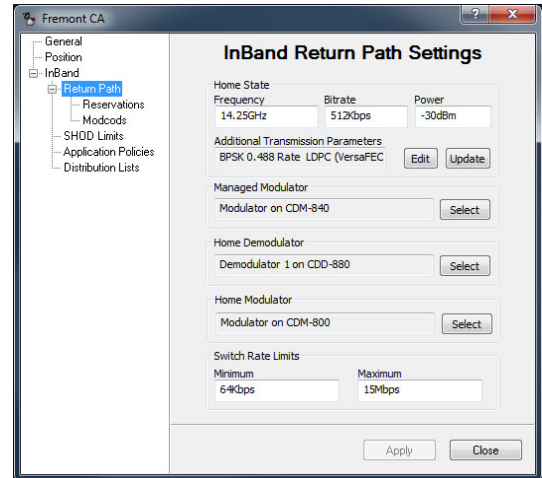 Fremont CA
General
Position
InBand
Return Path
Reservations
Modcods
SHOD Limits
Application Policies
Distribution Lists
InBand Return Path Settings
Home State
Frequency Bitrate Power
14.25GHz 512Kbps -30dBm
Additional Transmission Parameters
BPSK 0.488 Rate LDPC (VersaFEC Edit Update
Managed Modulator
Modulator on CDM-840 Select
Home Demodulator
Demodulator 1 on CDD-880 Select
Home Modulator
Modulator on CDM-800 Select
Switch Rate Limits
Minimum Maximum
64Kbps 15Mbps
Apply Close